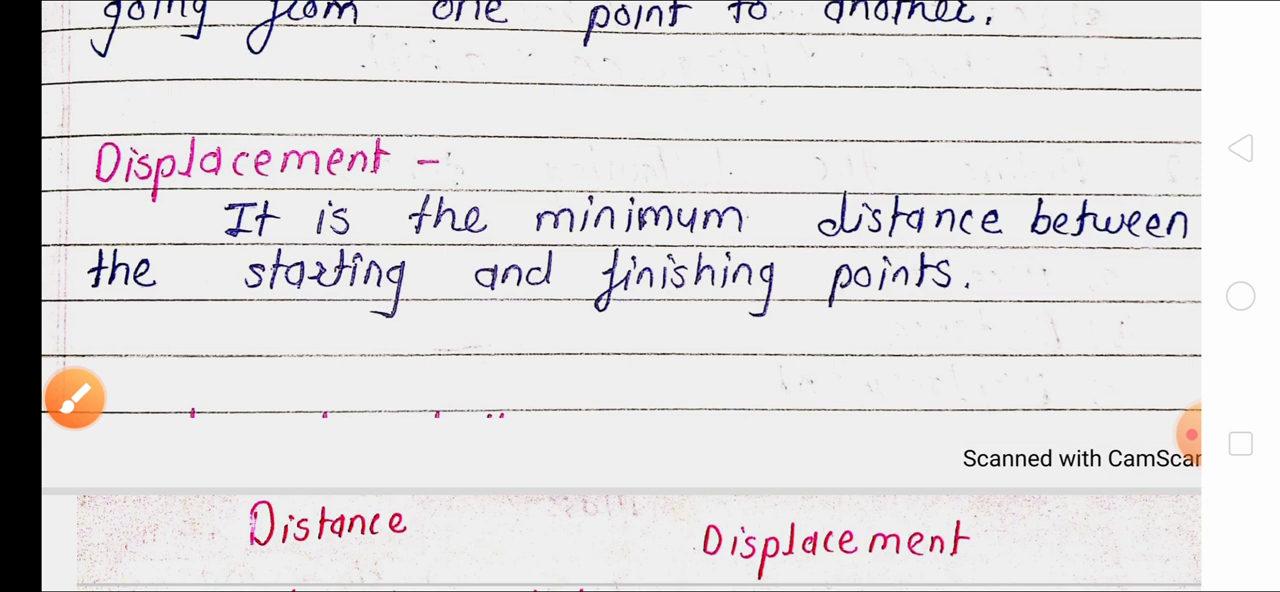 going from one point to another.
Displacement -
It is the minimum distance between
the starting and finishing points.
Scanned with CamScan
Distance
Displacement